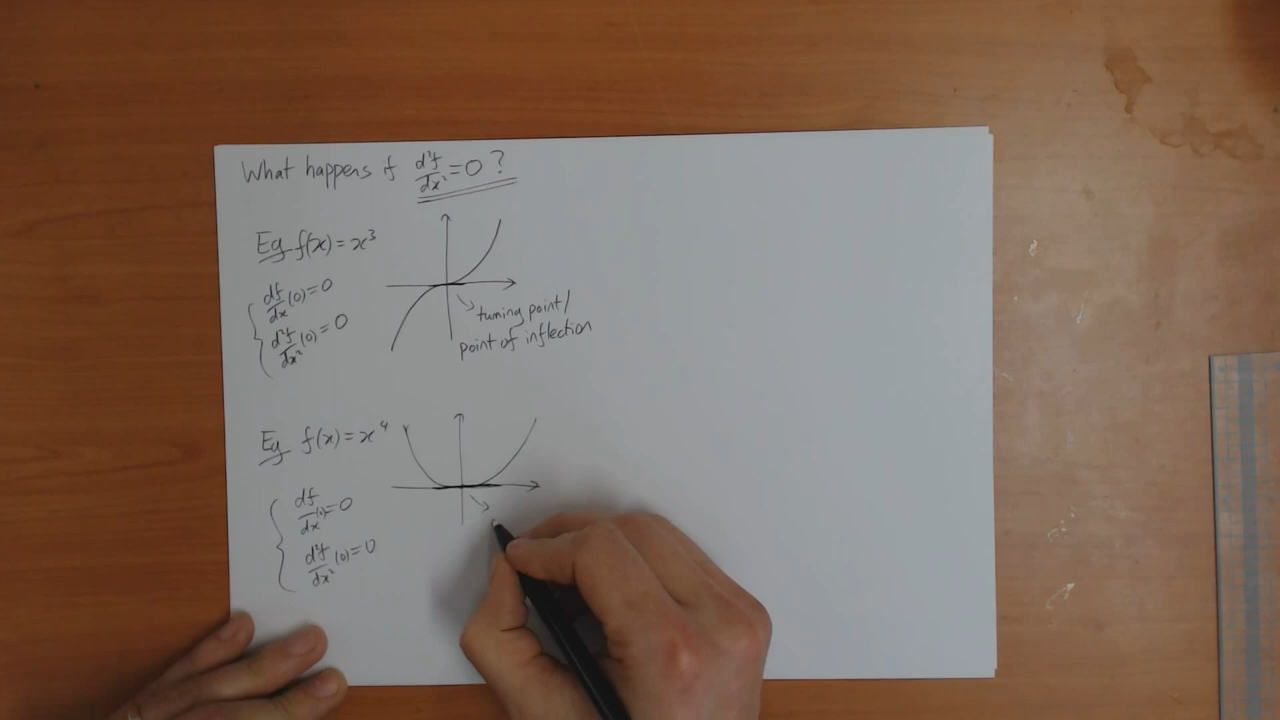 What happens if d²f/dx² = 0 ?
Eg f(x) = x³
df/dx (0) = 0
d²f/dx² (0) = 0
tuning point/
point of inflection
Eg f(x) = x⁴
df/dx (0) = 0
d²f/dx² (0) = 0